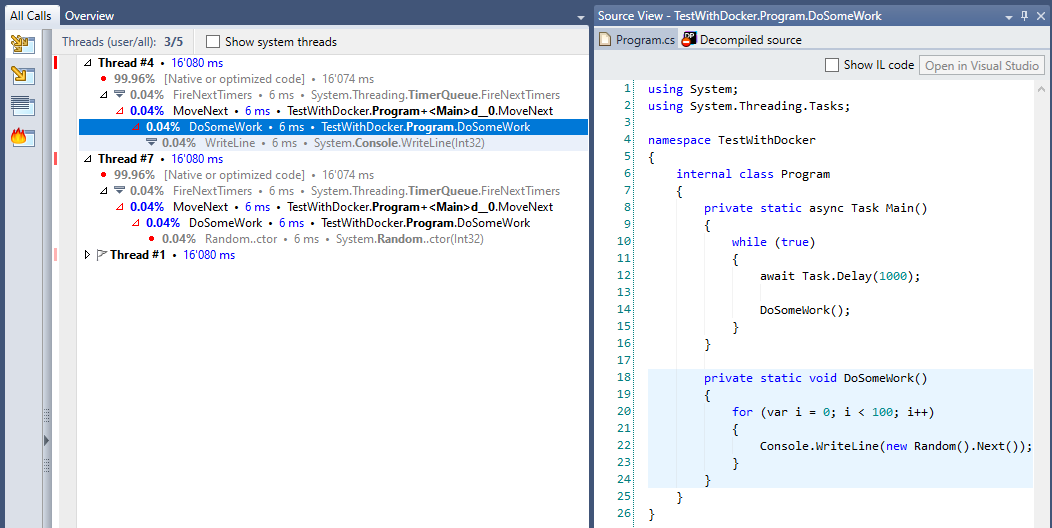 All Calls Overview
Threads (user/all): 3/5 Show system threads
Thread #4 • 16'080 ms
99.96% [Native or optimized code] • 16'074 ms
0.04% FireNextTimers • 6 ms • System.Threading.TimerQueue.FireNextTimers
0.04% MoveNext • 6 ms • TestWithDocker.Program+<Main>d__0.MoveNext
0.04% DoSomeWork • 6 ms • TestWithDocker.Program.DoSomeWork
0.04% WriteLine • 6 ms • System.Console.WriteLine(Int32)
Thread #7 • 16'080 ms
99.96% [Native or optimized code] • 16'074 ms
0.04% FireNextTimers • 6 ms • System.Threading.TimerQueue.FireNextTimers
0.04% MoveNext • 6 ms • TestWithDocker.Program+<Main>d__0.MoveNext
0.04% DoSomeWork • 6 ms • TestWithDocker.Program.DoSomeWork
0.04% Random..ctor • 6 ms • System.Random..ctor(Int32)
Thread #1 • 16'080 ms
Source View - TestWithDocker.Program.DoSomeWork
Program.cs DP Decompiled source
Show IL code Open in Visual Studio
1 using System;
2 using System.Threading.Tasks;
3
4 namespace TestWithDocker
5 {
6 internal class Program
7 {
8 private static async Task Main()
9 {
10 while (true)
11 {
12 await Task.Delay(1000);
13
14 DoSomeWork();
15 }
16 }
17
18 private static void DoSomeWork()
19 {
20 for (var i = 0; i < 100; i++)
21 {
22 Console.WriteLine(new Random().Next());
23 }
24 }
25 }
26 }